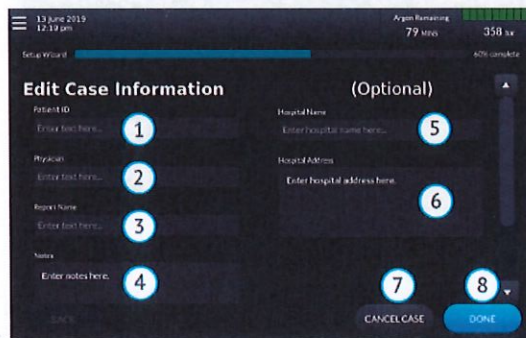 13 June 2019
12:19 pm
Argon Remaining
79 MINS
358 bar
Setup Wizard
60% complete
Edit Case Information
(Optional)
Patient ID
Enter text here...
1
Physician
Enter text here...
2
Report Name
Enter text here...
3
Notes
Enter notes here.
4
Hospital Name
Enter hospital name here...
5
Hospital Address
Enter hospital address here.
6
7
8
BACK
CANCEL CASE
DONE